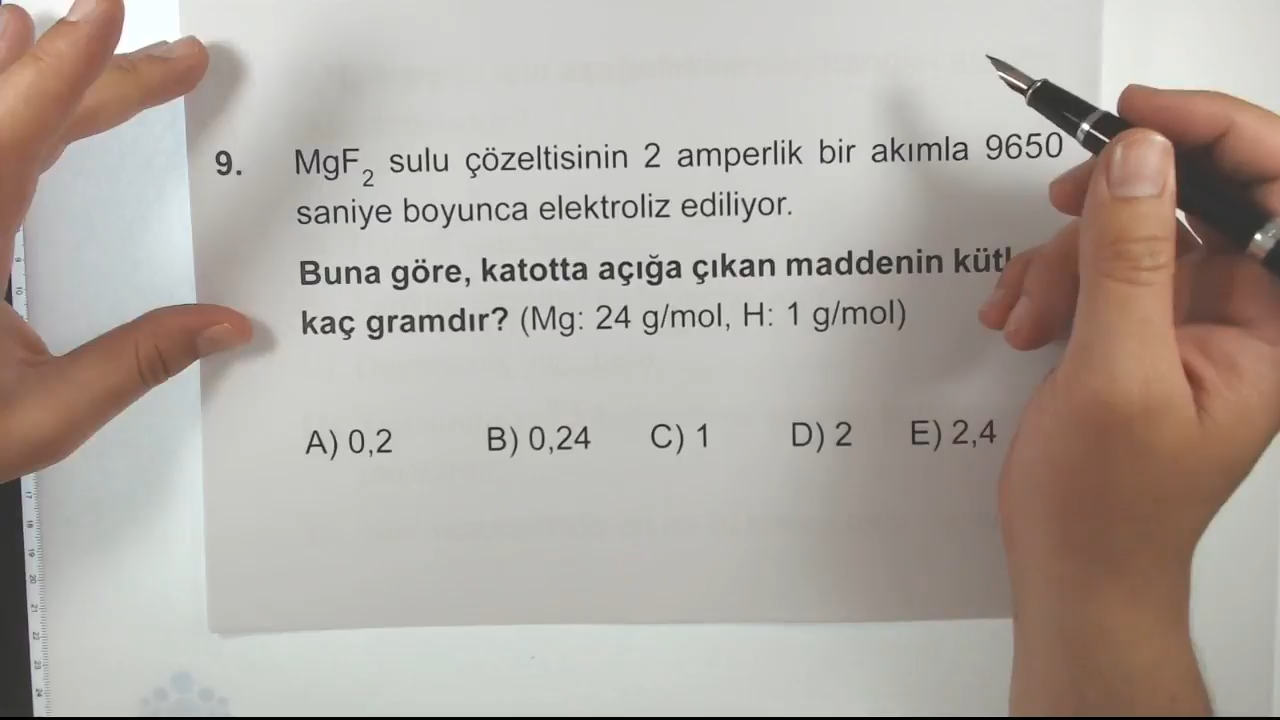 9. MgF₂ sulu çözeltisinin 2 amperlik bir akımla 9650
saniye boyunca elektroliz ediliyor.
Buna göre, katotta açığa çıkan maddenin
kaç gramdır? (Mg: 24 g/mol, H: 1 g/mol)
A) 0,2 B) 0,24 C) 1 D) 2 E) 2,4